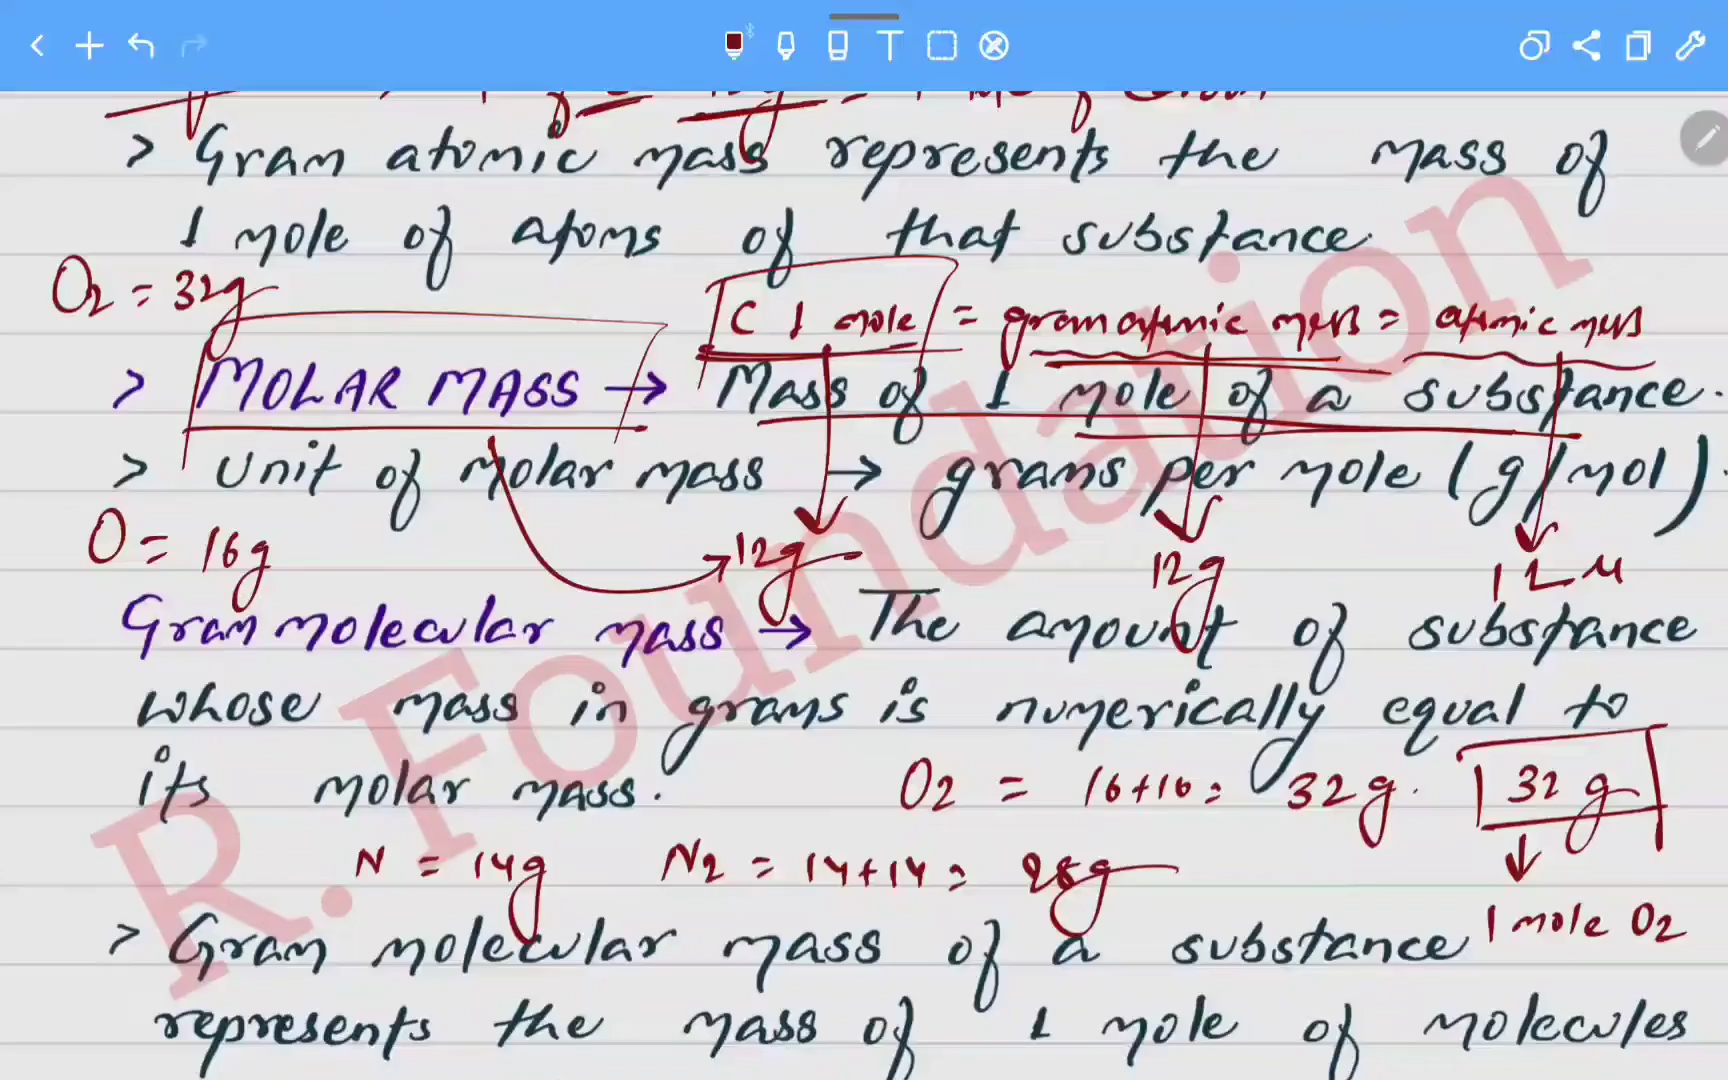 > Gram atomic mass represents the mass of
1 mole of atoms of that substance.
O2 = 32g
C 1 mole = gram atomic mass = atomic mass
> MOLAR MASS → Mass of 1 mole of a substance.
> Unit of molar mass → grams per mole (g/mol).
O = 16g
12g 12g 12 u
Gram molecular mass → The amount of substance
whose mass in grams is numerically equal to
its molar mass.
O2 = 16+16 = 32g. 32 g
N = 14g N2 = 14+14 = 28g
1 mole O2
> Gram molecular mass of a substance
represents the mass of 1 mole of molecules
R. Foundation